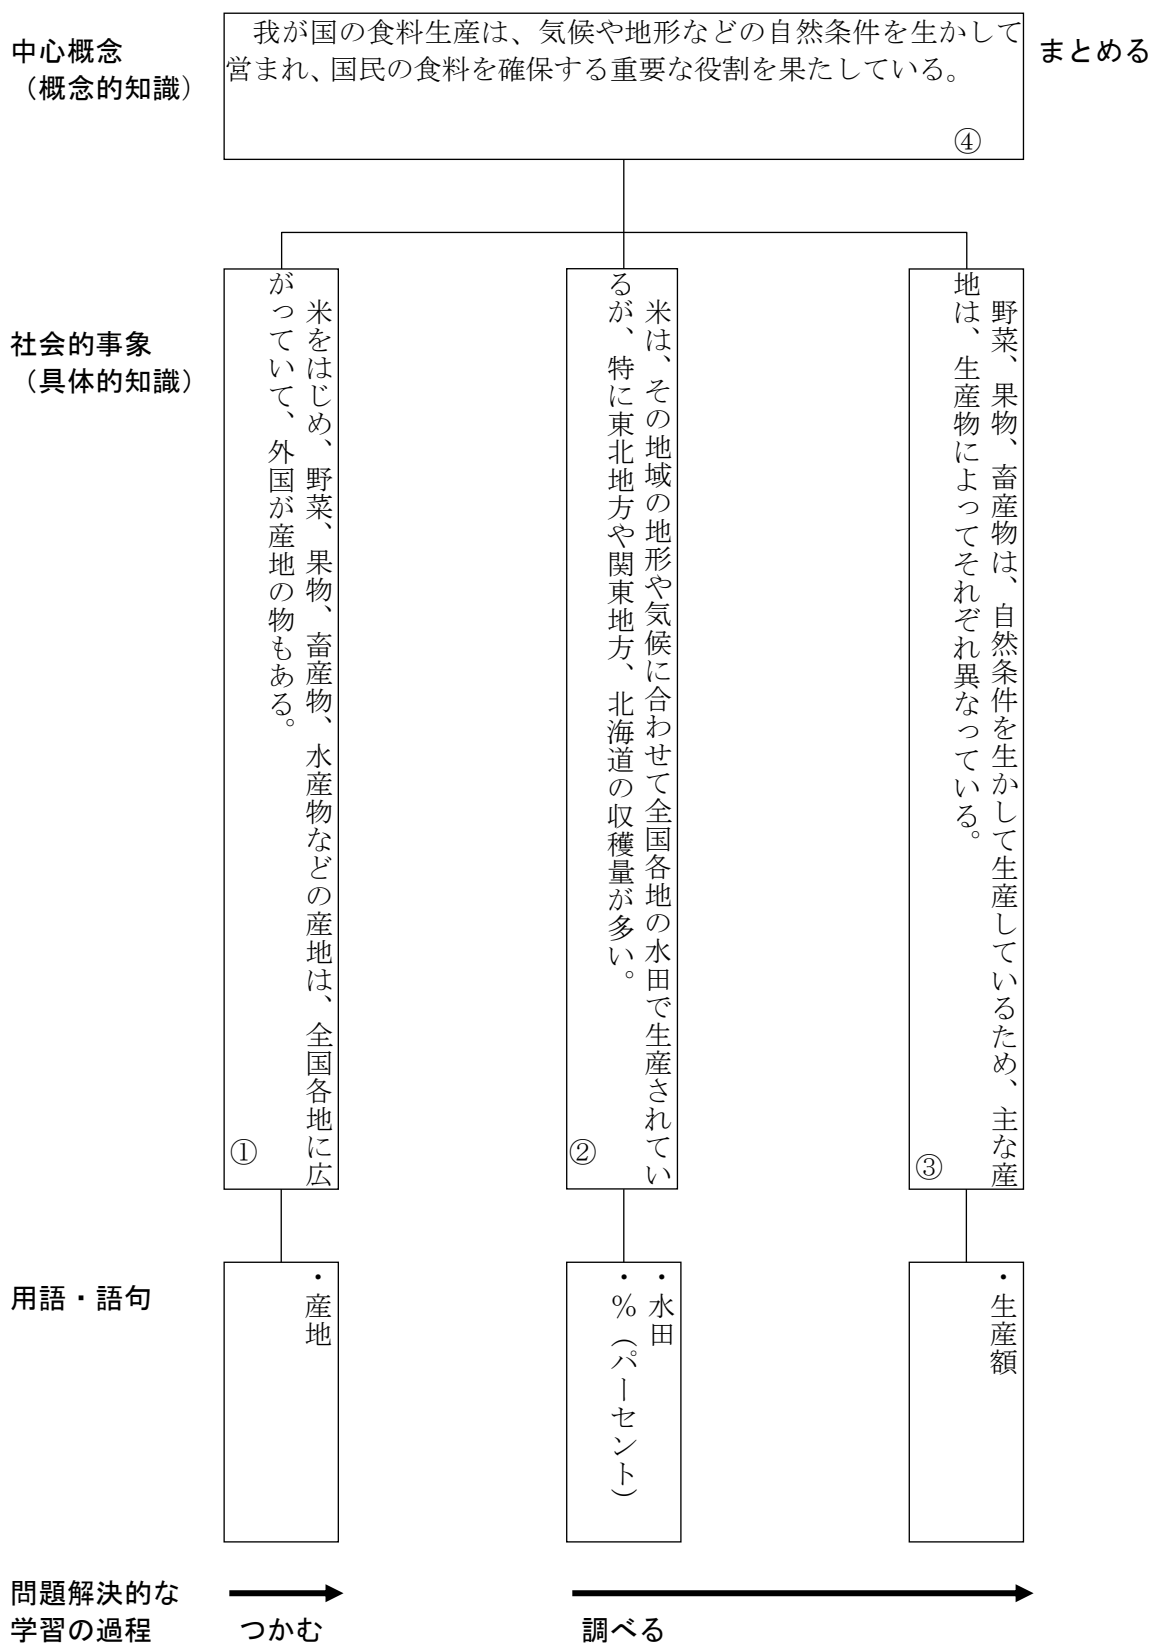 中心概念
（概念的知識）
我が国の食料生産は、気候や地形などの自然条件を生かして
営まれ、国民の食料を確保する重要な役割を果たしている。
④
まとめる
社会的事象
（具体的知識）
米をはじめ、野菜、果物、畜産物、水産物などの産地は、全国各地に広
がっていて、外国が産地の物もある。
①
米は、その地域の地形や気候に合わせて全国各地の水田で生産されてい
るが、特に東北地方や関東地方、北海道の収穫量が多い。
②
野菜、果物、畜産物は、自然条件を生かして生産しているため、主な産
地は、生産物によってそれぞれ異なっている。
③
用語・語句
・産地
・水田
・％（パーセント）
・生産額
問題解決的な
学習の過程
つかむ
調べる